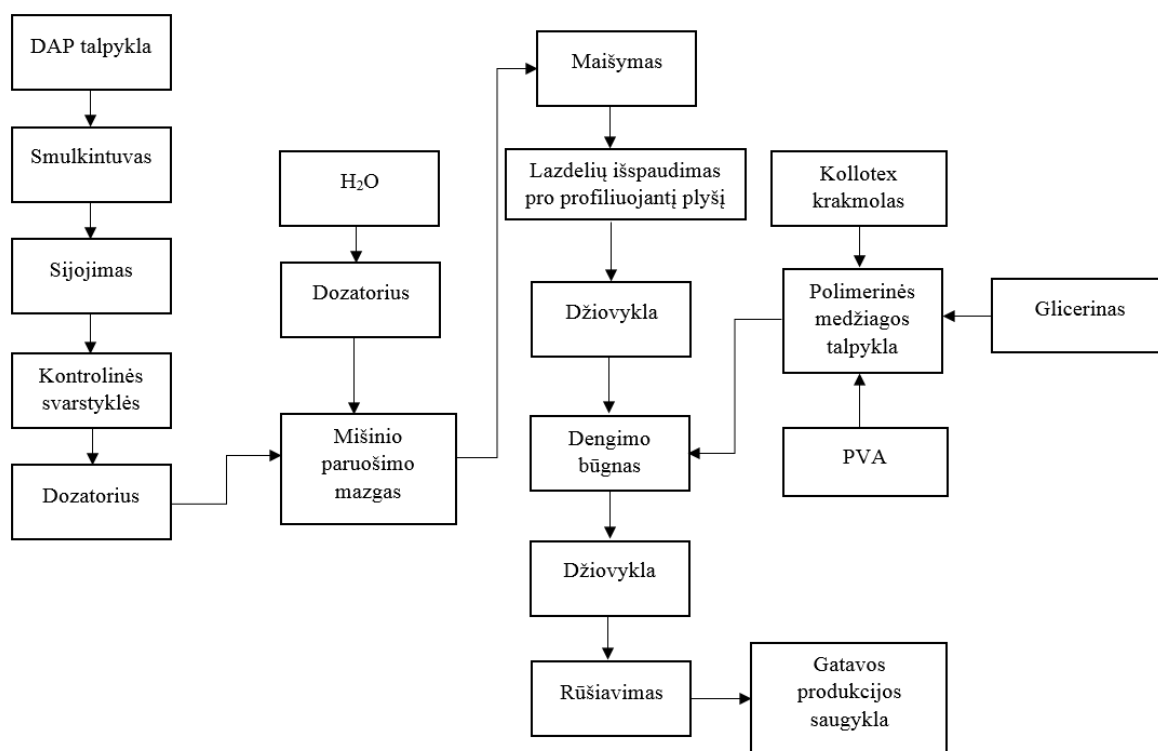 DAP talpykla
Smulkintuvas
Sijojimas
Kontrolinės
svarstyklės
Dozatorius
H₂O
Dozatorius
Mišinio
paruošimo
mazgas
Maišymas
Lazdelių išspaudimas
pro profiliuojantį plyšį
Džiovykla
Dengimo
būgnas
Džiovykla
Rūšiavimas
Kollotex
krakmolas
Polimerinės
medžiagos
talpykla
Glicerinas
PVA
Gatavos
produkcijos
saugykla